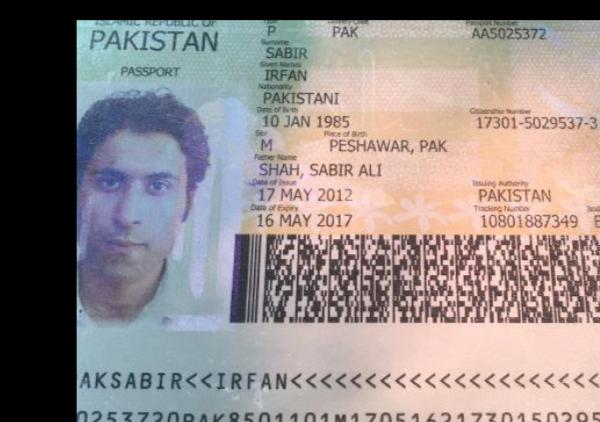 ISLAMIC REPUBLIC OF
PAKISTAN
PASSPORT
Type
P
Country Code
PAK
Passport Number
AA5025372
Surname
SABIR
Given Names
IRFAN
Nationality
PAKISTANI
Date of Birth
10 JAN 1985
Citizenship Number
17301-5029537-3
Sex
M
Place of Birth
PESHAWAR, PAK
Father Name
SHAH, SABIR ALI
Date of Issue
17 MAY 2012
Issuing Authority
PAKISTAN
Date of Expiry
16 MAY 2017
Tracking Number
10801887349
AKSABIR<<IRFAN<<<<<<<<<<<<<<<<<<<<<<
0253720PAK8501101M17051621730150295